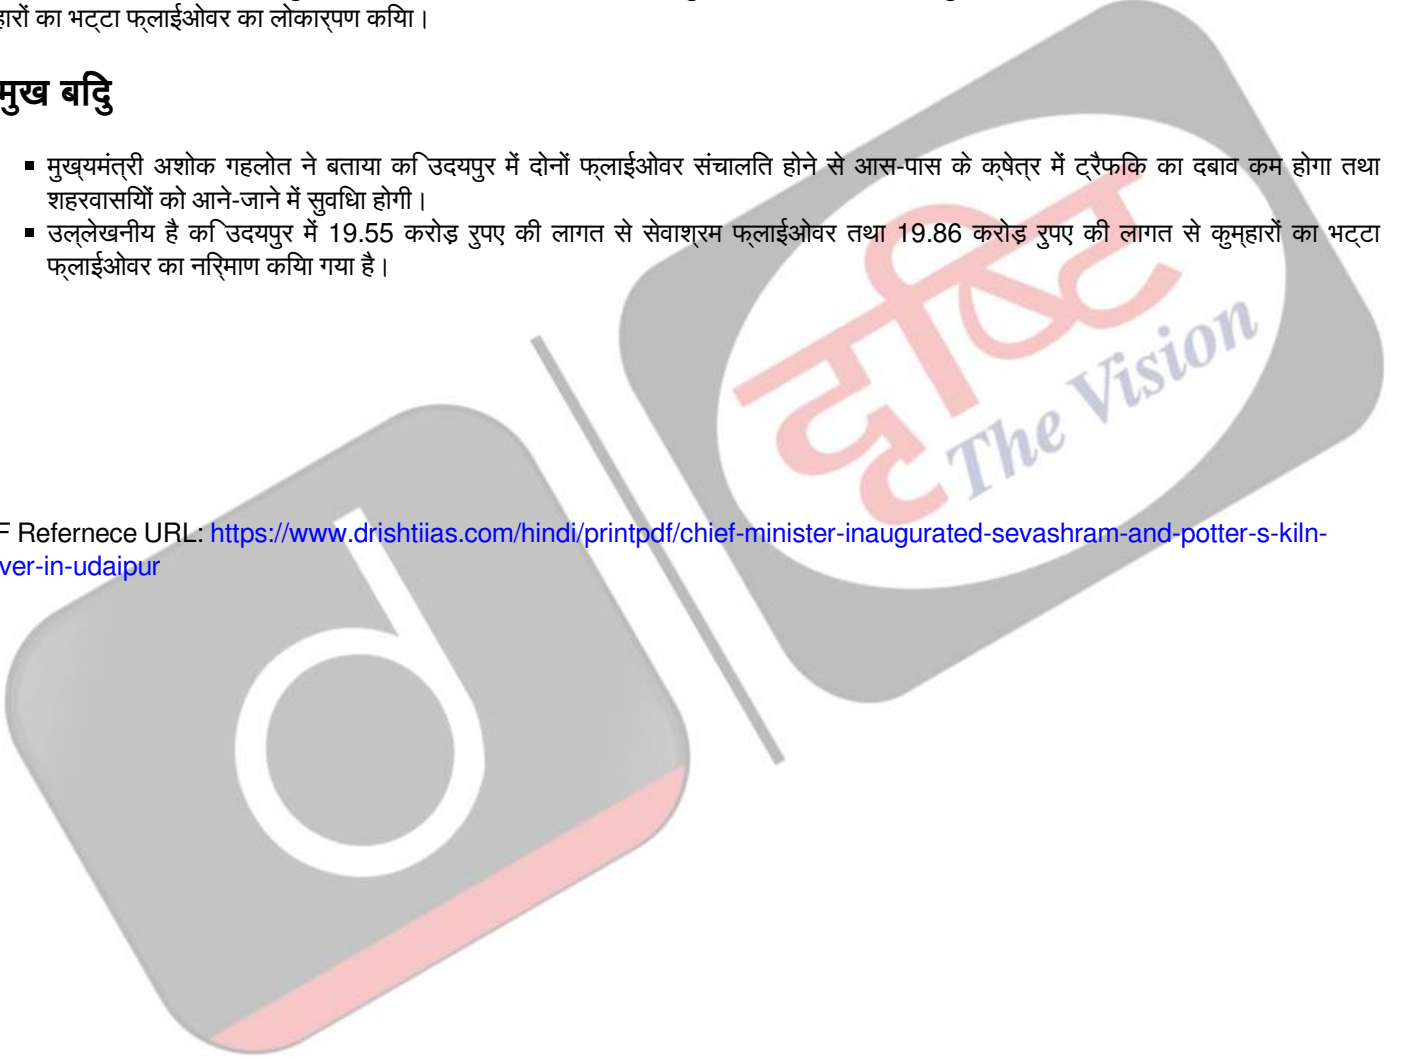 हारों का भट्टा फ्लाईओवर का लोकार्पण किया।
मुख बिंदु
मुख्यमंत्री अशोक गहलोत ने बताया कि उदयपुर में दोनों फ्लाईओवर संचालित होने से आस-पास के क्षेत्र में ट्रैफिक का दबाव कम होगा तथा
शहरवासियों को आने-जाने में सुविधा होगी।
उल्लेखनीय है कि उदयपुर में 19.55 करोड़ रुपए की लागत से सेवाश्रम फ्लाईओवर तथा 19.86 करोड़ रुपए की लागत से कुम्हारों का भट्टा
फ्लाईओवर का निर्माण किया गया है।
दृष्टि
The Vision
F Refernece URL: https://www.drishtiias.com/hindi/printpdf/chief-minister-inaugurated-sevashram-and-potter-s-kiln-
ver-in-udaipur
d